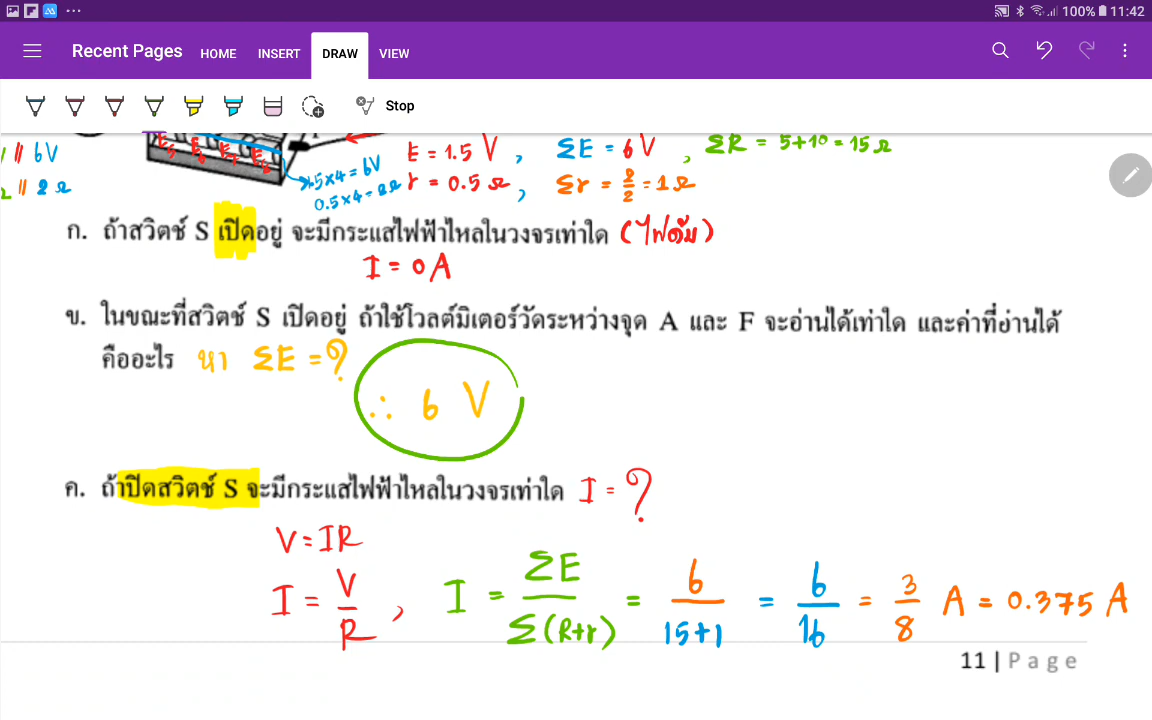 100% 11:42
Recent Pages HOME INSERT DRAW VIEW
Stop
// 6V
// 2Ω
E5 E6 E7 E8
1.5x4 = 6V
0.5x4 = 2Ω
E = 1.5 V , ΣE = 6V , ΣR = 5+10 = 15Ω
r = 0.5 Ω , Σr = 2/2 = 1Ω
ก. ถ้าสวิตช์ S เปิดอยู่ จะมีกระแสไฟฟ้าไหลในวงจรเท่าใด (ไฟดับ)
I = 0 A
ข. ในขณะที่สวิตช์ S เปิดอยู่ ถ้าใช้โวลต์มิเตอร์วัดระหว่างจุด A และ F จะอ่านได้เท่าใด และค่าที่อ่านได้
คืออะไร หา ΣE = ?
∴ 6 V
ค. ถ้าปิดสวิตช์ S จะมีกระแสไฟฟ้าไหลในวงจรเท่าใด I = ?
V = IR
I = V/R , I = ΣE/Σ(R+r) = 6/15+1 = 6/16 = 3/8 A = 0.375 A
11 | Page